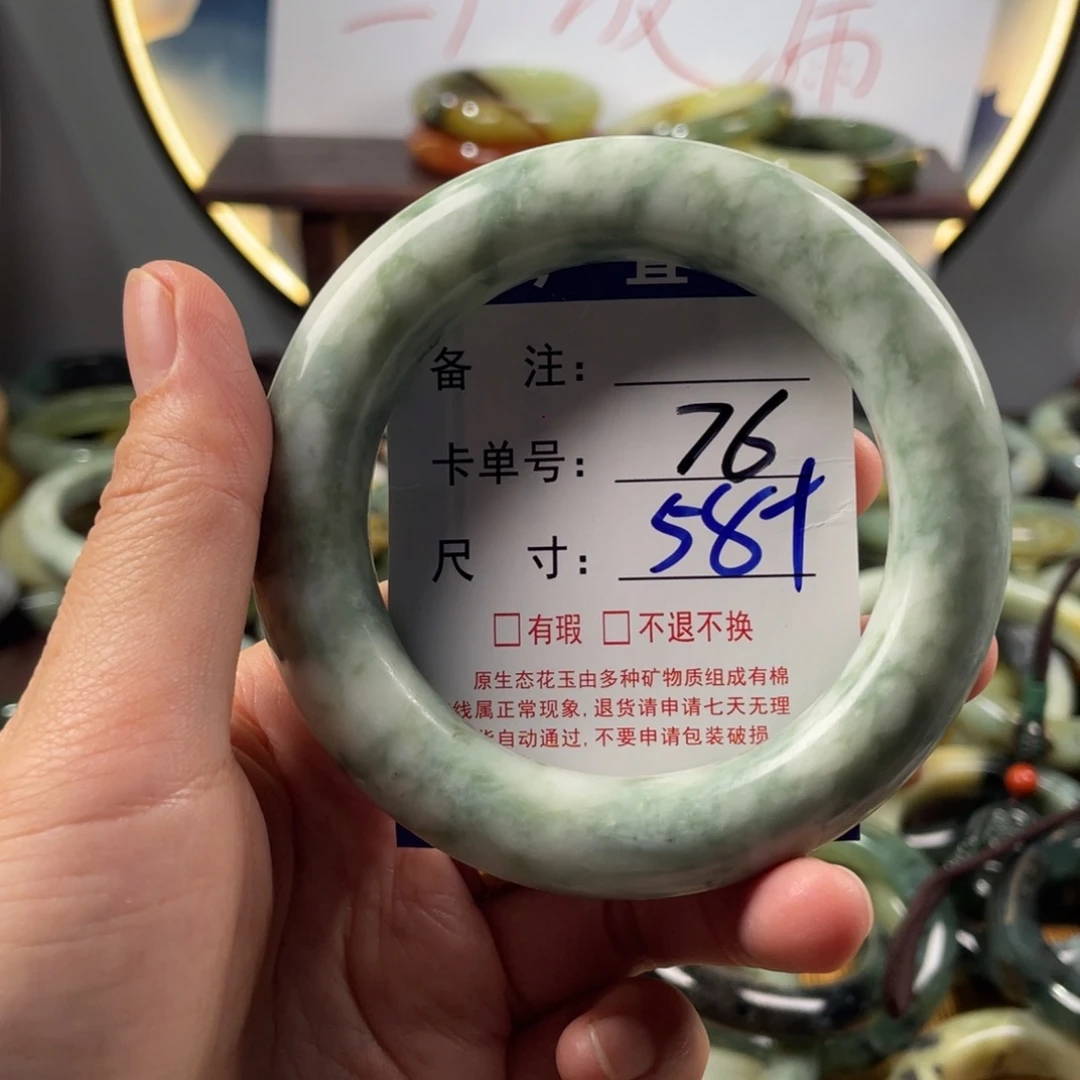 备 注：
卡单号：76
尺 寸：58+
□有瑕 □不退不换
原生态花玉由多种矿物质组成有棉
线属正常现象，退货请申请七天无理
自动通过，不要申请包装破损